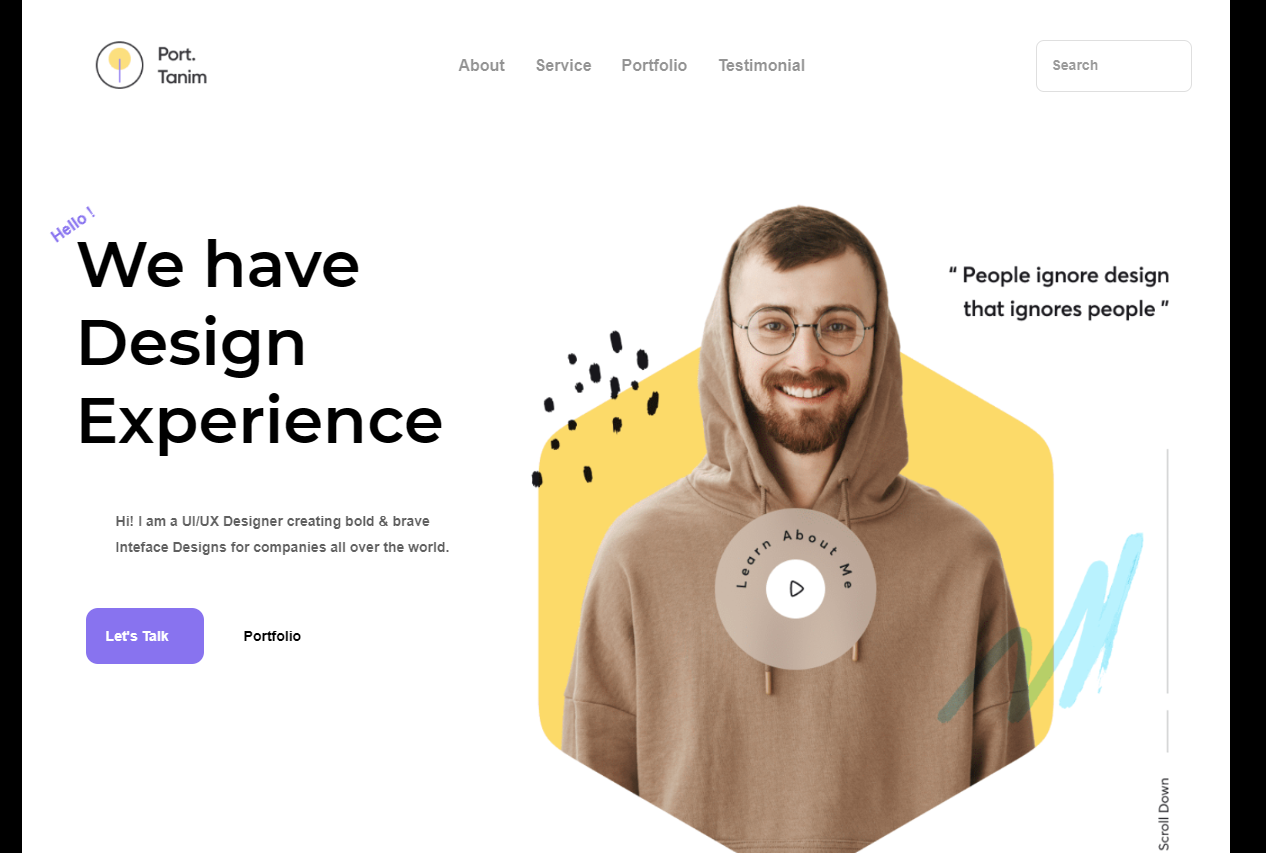 Port.
Tanim
About
Service
Portfolio
Testimonial
Search
Hello !
We have
Design
Experience
“ People ignore design
that ignores people ”
Hi! I am a UI/UX Designer creating bold & brave
Inteface Designs for companies all over the world.
Let's Talk
Portfolio
Learn About Me
Scroll Down